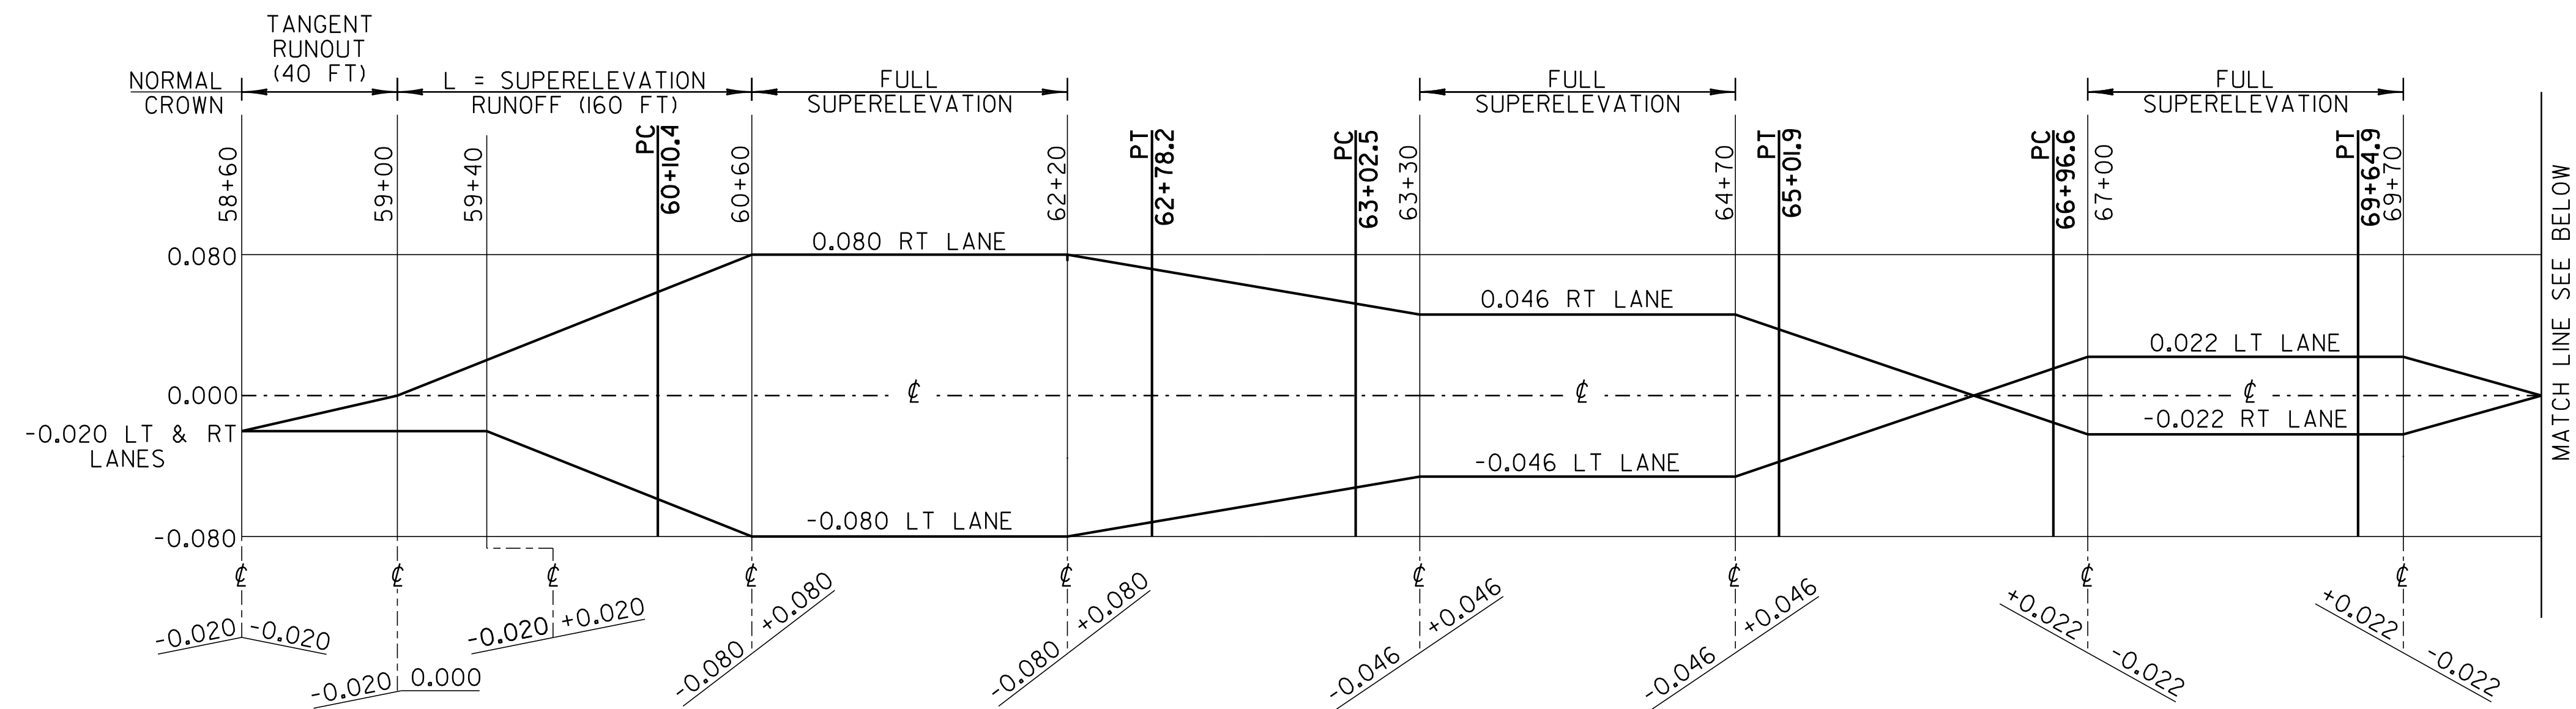 TANGENT
RUNOUT
(40 FT)
NORMAL
CROWN
L = SUPERELEVATION
RUNOFF (160 FT)
FULL
SUPERELEVATION
FULL
SUPERELEVATION
FULL
SUPERELEVATION
58+60
59+00
59+40
PC
60+10.4
60+60
62+20
PT
62+78.2
PC
63+02.5
63+30
64+70
PT
65+01.9
PC
66+96.6
67+00
PT
69+64.9
69+70
MATCH LINE SEE BELOW
0.080
0.080 RT LANE
0.046 RT LANE
0.022 LT LANE
0.000
℄
℄
℄
-0.020 LT & RT
LANES
-0.022 RT LANE
-0.046 LT LANE
-0.080 LT LANE
-0.080
℄
℄
℄
℄
℄
℄
℄
℄
℄
-0.020 -0.020
-0.020 0.000
-0.020 +0.020
-0.080 +0.080
-0.080 +0.080
-0.046 +0.046
-0.046 +0.046
+0.022 -0.022
+0.022 -0.022